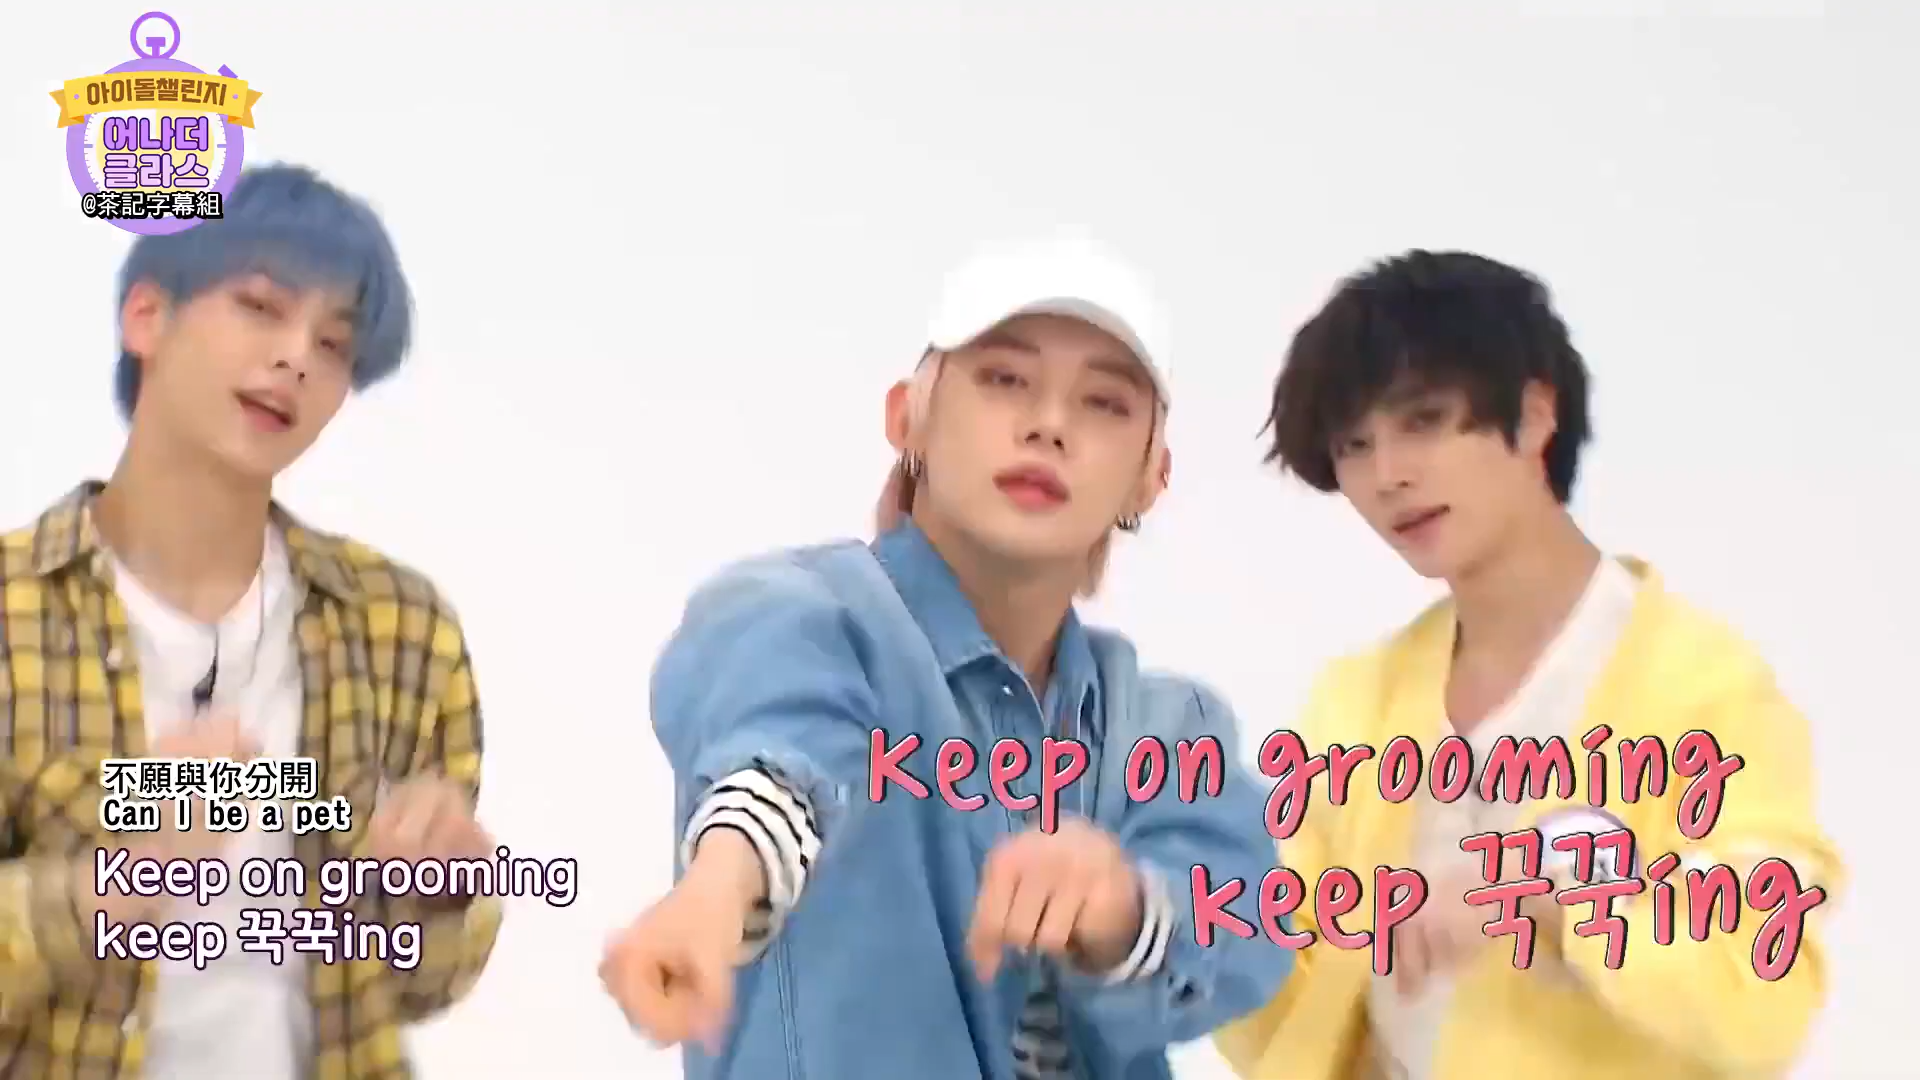 아이돌챌린지
어나더
클라스
@茶記字幕組
不願與你分開
Can I be a pet
Keep on grooming
keep 꾹꾹ing
keep on grooming
keep 꾹꾹ing